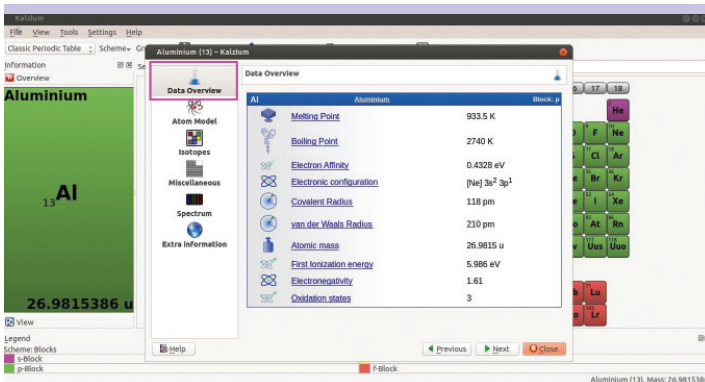 Kalzium
File View Tools Settings Help
Classic Periodic Table Scheme Gr
Information
Overview
Aluminium
13Al
26.9815386 u
View
Legend
Scheme: Blocks
s-Block
p-Block
f-Block
Aluminium (13) – Kalzium
Data Overview
Atom Model
Isotopes
Miscellaneous
Spectrum
Extra Information
Data Overview
Al Aluminium Block: p
Melting Point 933.5 K
Boiling Point 2740 K
Electron Affinity 0.4328 eV
Electronic configuration [Ne] 3s² 3p¹
Covalent Radius 118 pm
van der Waals Radius 210 pm
Atomic mass 26.9815 u
First Ionization energy 5.986 eV
Electronegativity 1.61
Oxidation states 3
Help Previous Next Close
17 18
He
F Ne
Cl Ar
Br Kr
I Xe
At Rn
Uus Uuo
Lu
Lr
Aluminium (13), Mass: 26.981538